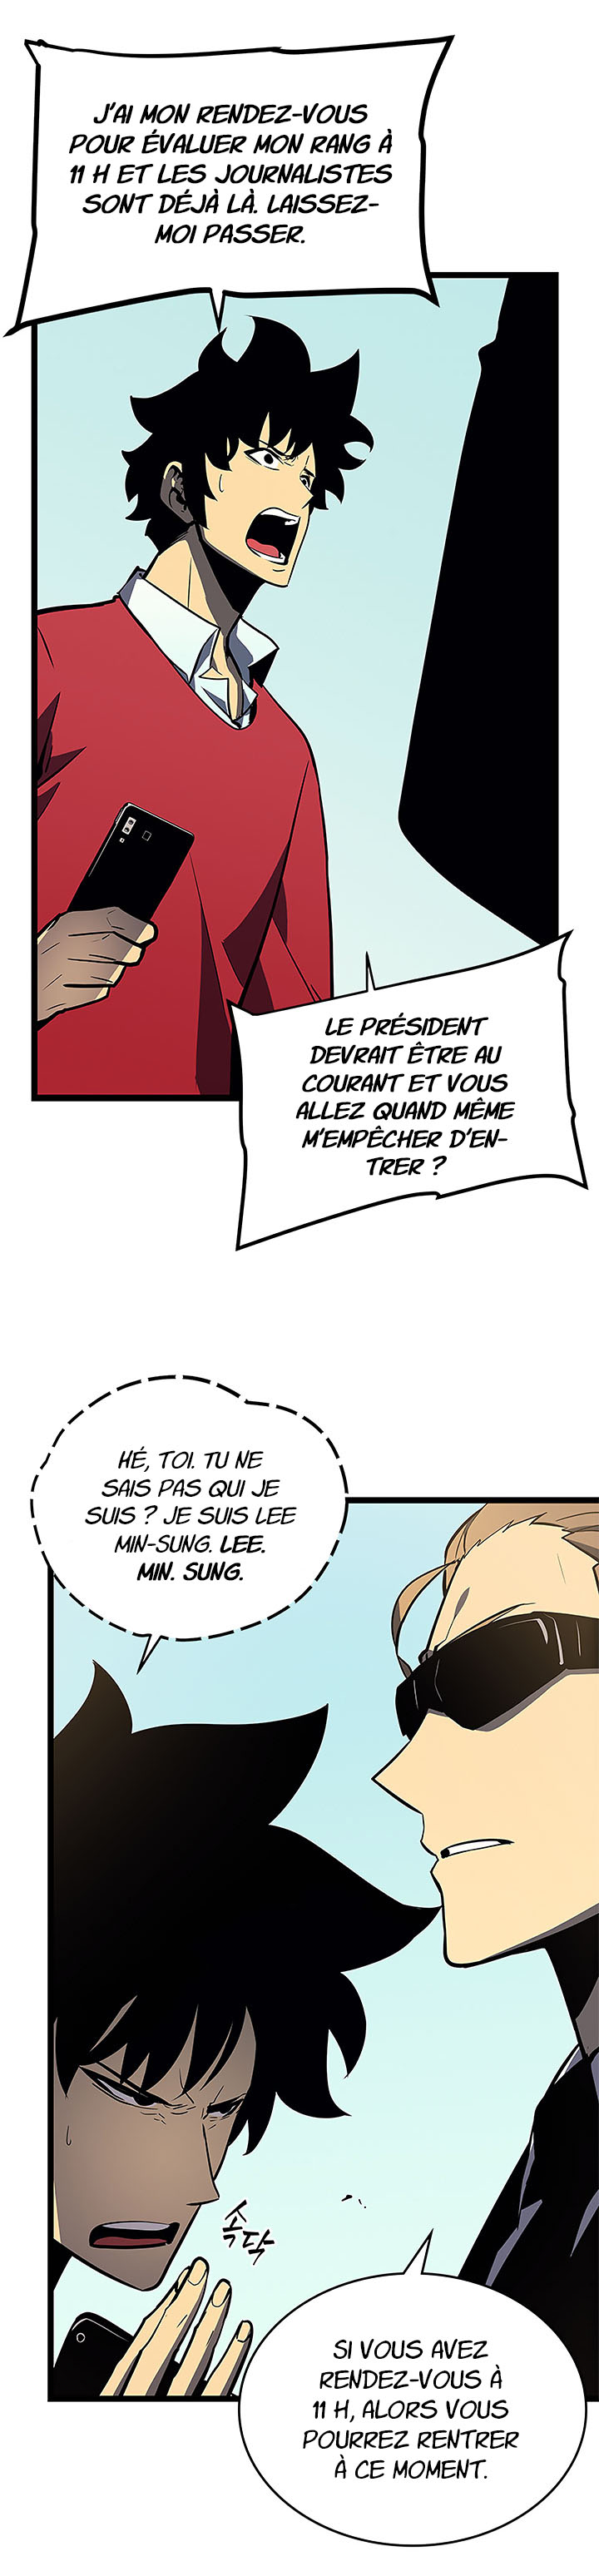 J'AI MON RENDEZ-VOUS
POUR ÉVALUER MON RANG À
11 H ET LES JOURNALISTES
SONT DÉJÀ LÀ. LAISSEZ-
MOI PASSER.
LE PRÉSIDENT
DEVRAIT ÊTRE AU
COURANT ET VOUS
ALLEZ QUAND MÊME
M'EMPÊCHER D'EN-
TRER ?
HÉ, TOI. TU NE
SAIS PAS QUI JE
SUIS ? JE SUIS LEE
MIN-SUNG. LEE.
MIN. SUNG.
속닥
SI VOUS AVEZ
RENDEZ-VOUS À
11 H, ALORS VOUS
POURREZ RENTRER
À CE MOMENT.